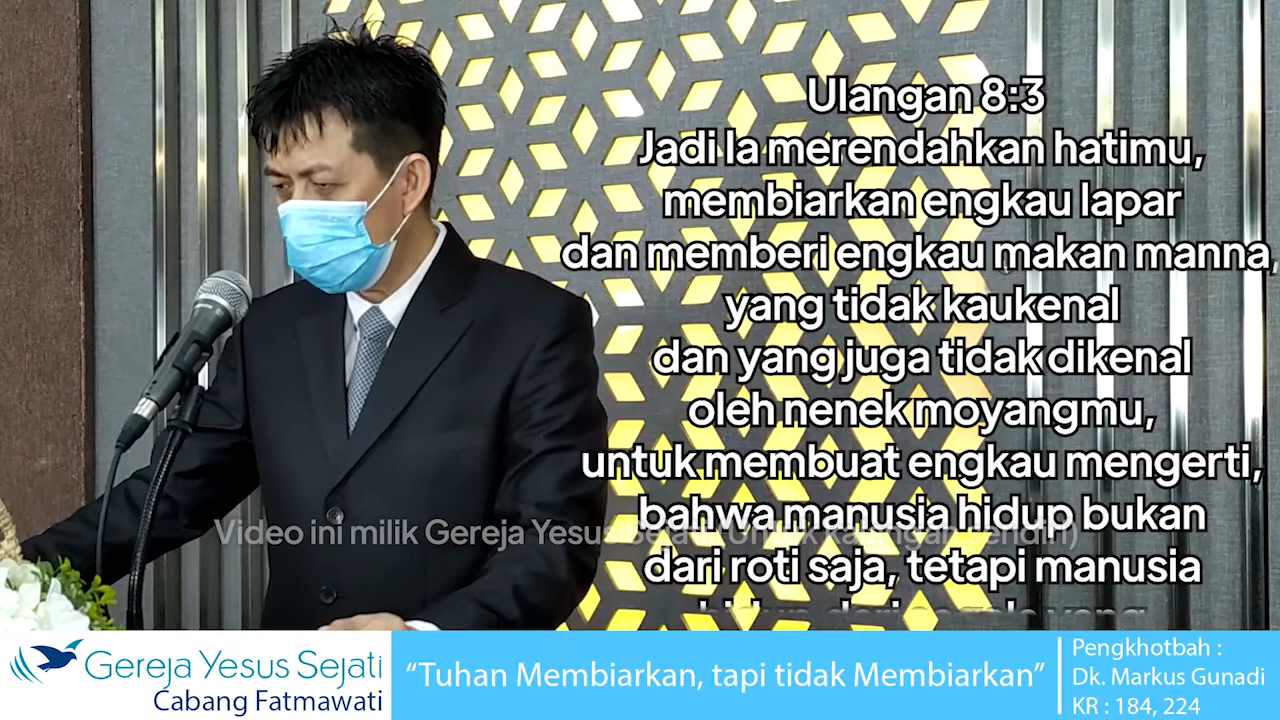 Ulangan 8:3
Jadi Ia merendahkan hatimu,
membiarkan engkau lapar
dan memberi engkau makan manna,
yang tidak kaukenal
dan yang juga tidak dikenal
oleh nenek moyangmu,
untuk membuat engkau mengerti,
bahwa manusia hidup bukan
dari roti saja, tetapi manusia
Video ini milik Gereja Yesus Sejati (Untuk kalangan sendiri)
Gereja Yesus Sejati
Cabang Fatmawati
“Tuhan Membiarkan, tapi tidak Membiarkan”
Pengkhotbah :
Dk. Markus Gunadi
KR : 184, 224